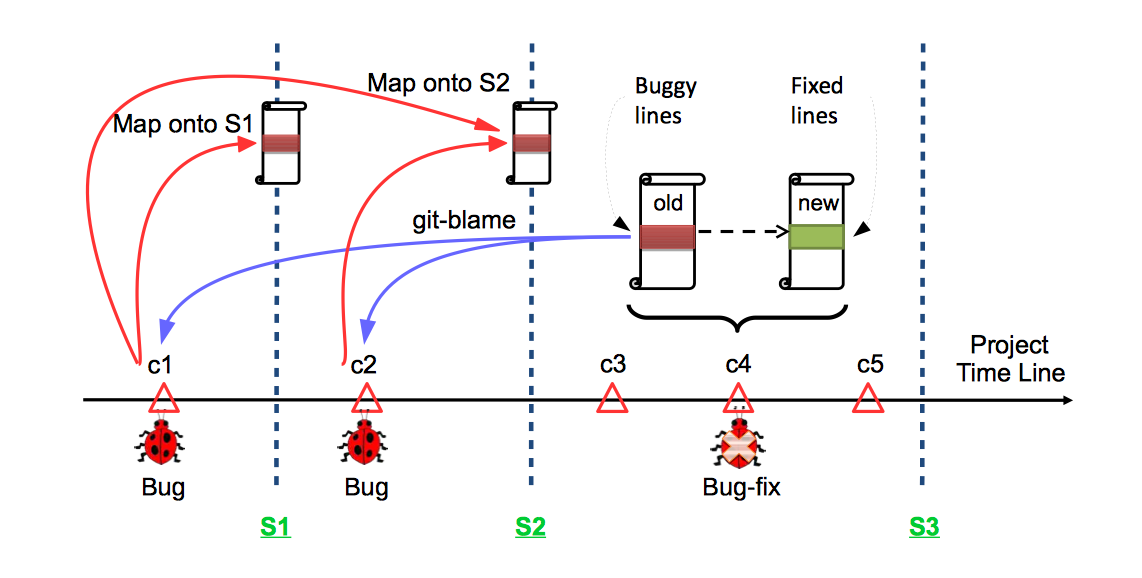 Map onto S2
Buggy
lines
Fixed
lines
Map onto S1
old
new
git-blame
c1
c2
c3
c4
c5
Project
Time Line
Bug
Bug
Bug-fix
S1
S2
S3